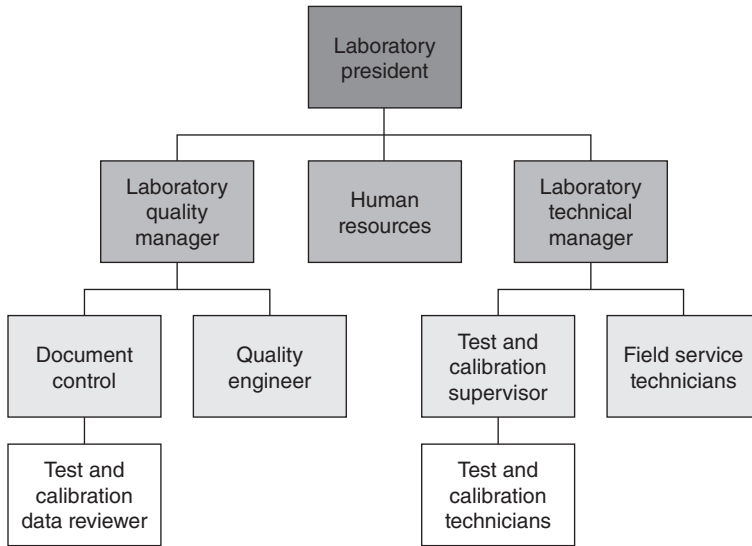 Laboratory
president
Laboratory
quality
manager
Human
resources
Laboratory
technical
manager
Document
control
Quality
engineer
Test and
calibration
supervisor
Field service
technicians
Test and
calibration
data reviewer
Test and
calibration
technicians